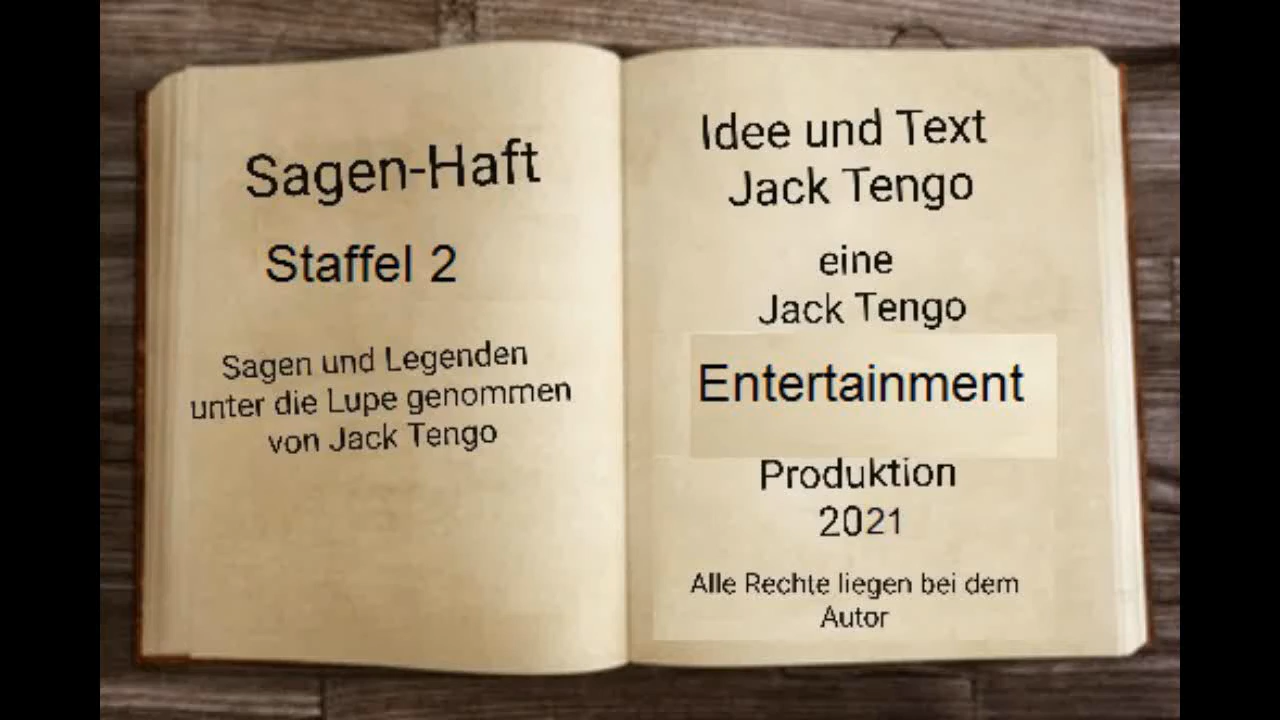 Sagen-Haft
Staffel 2
Sagen und Legenden
unter die Lupe genommen
von Jack Tengo
Idee und Text
Jack Tengo
eine
Jack Tengo
Entertainment
Produktion
2021
Alle Rechte liegen bei dem
Autor